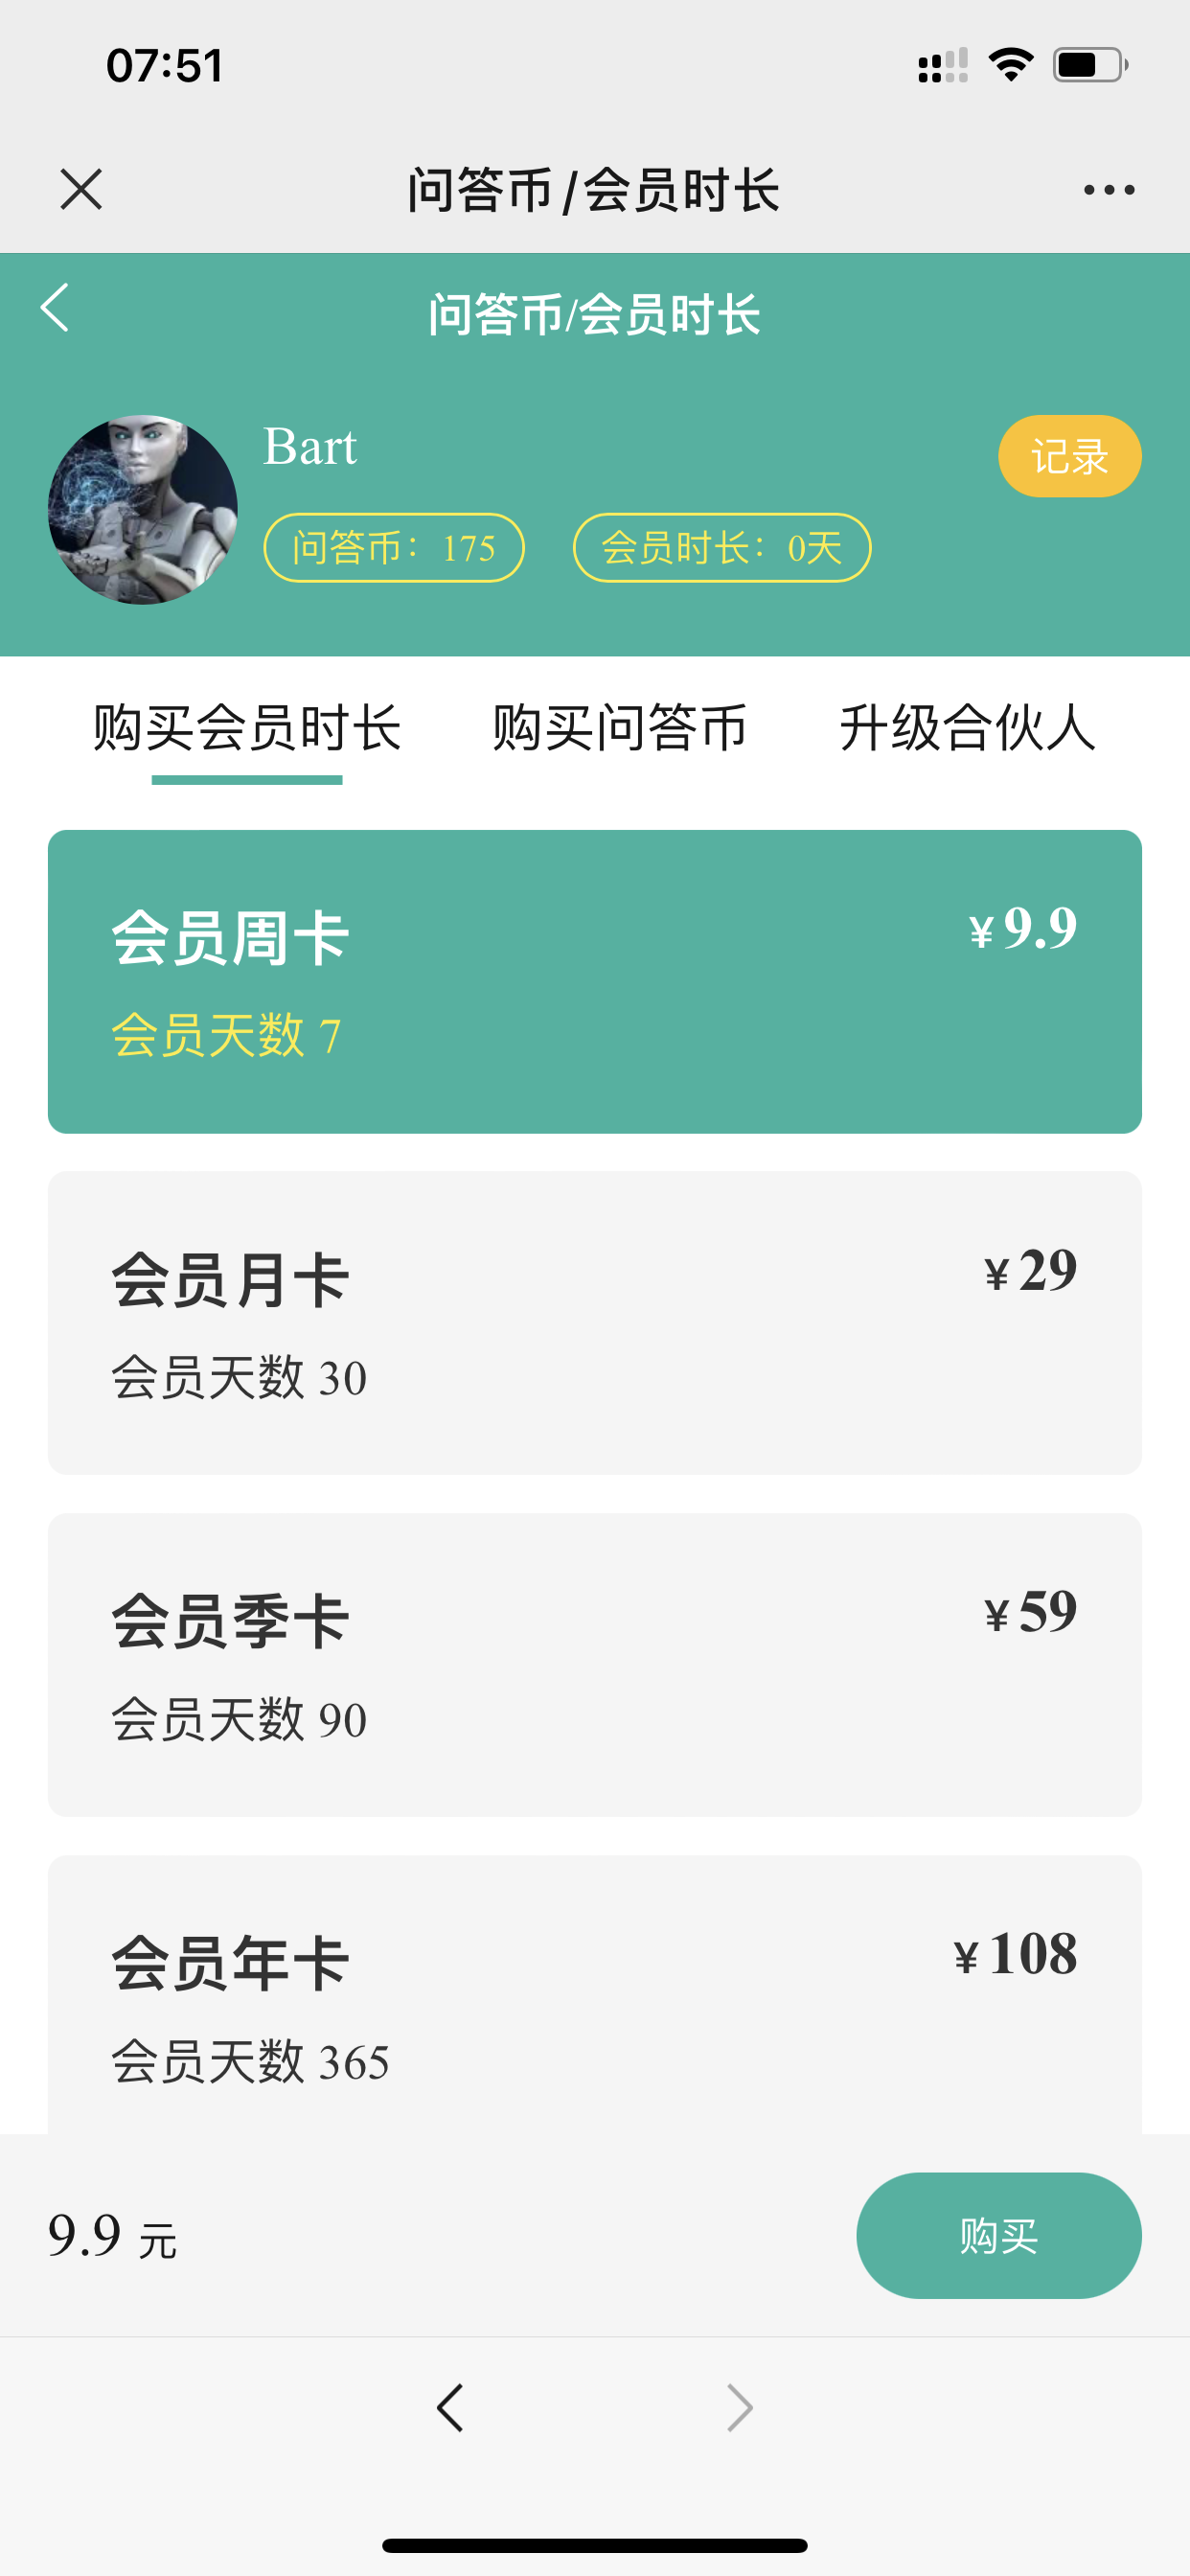 07:51
问答币/会员时长
问答币/会员时长
Bart
记录
问答币：175
会员时长：0天
购买会员时长
购买问答币
升级合伙人
会员周卡
¥9.9
会员天数 7
会员月卡
¥29
会员天数 30
会员季卡
¥59
会员天数 90
会员年卡
¥108
会员天数 365
9.9 元
购买